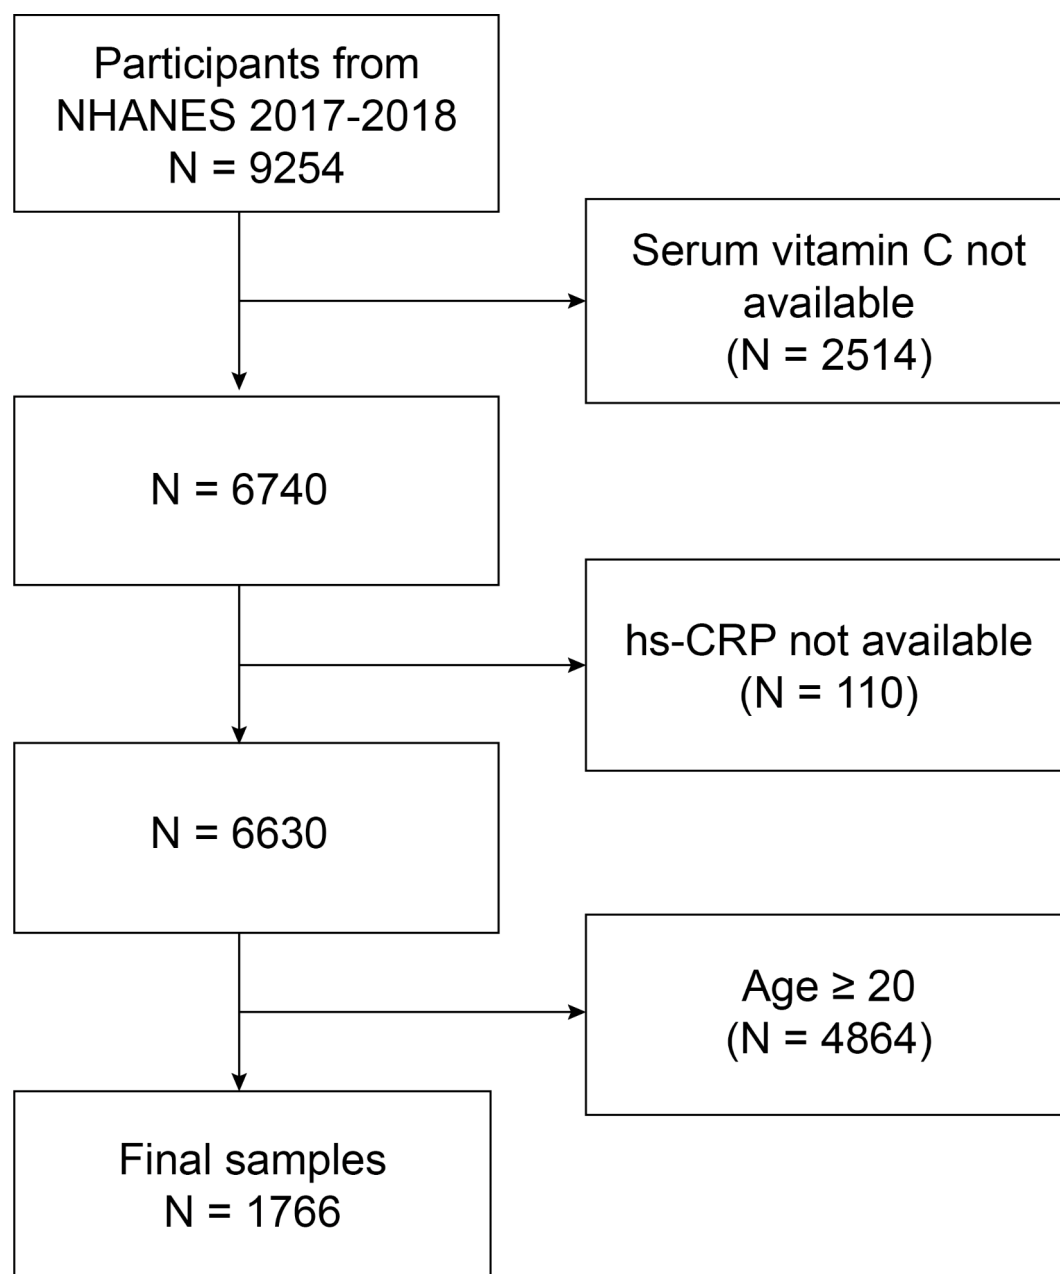 Participants from
NHANES 2017-2018
N = 9254
Serum vitamin C not
available
(N = 2514)
N = 6740
hs-CRP not available
(N = 110)
N = 6630
Age ≥ 20
(N = 4864)
Final samples
N = 1766